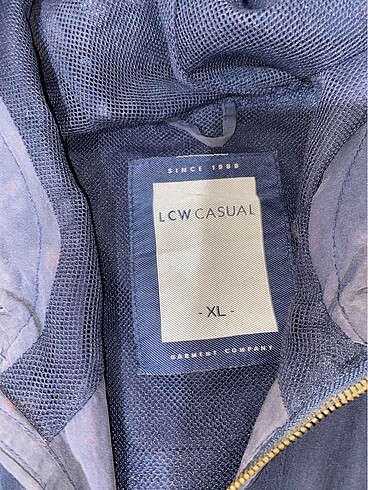 SINCE 1988
LCW CASUAL
- XL -
GARMENT COMPANY